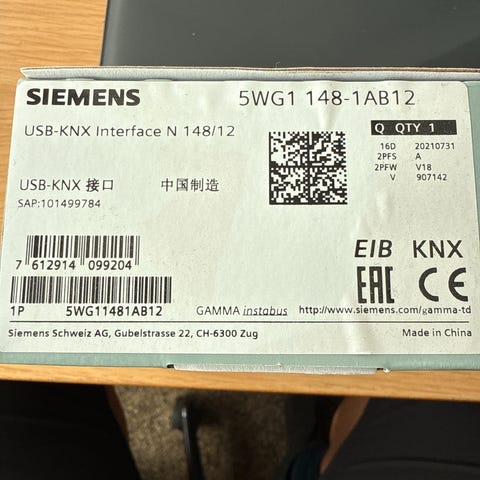 SIEMENS
5WG1 148-1AB12
USB-KNX Interface N 148/12
Q QTY 1
16D 20210731
2PFS A
2PFW V18
V 907142
USB-KNX 接口 中国制造
SAP:101499784
EIB KNX
7 612914 099204
EAC CE
1P 5WG11481AB12
GAMMA instabus http://www.siemens.com/gamma-td
Siemens Schweiz AG, Gubelstrasse 22, CH-6300 Zug
Made in China